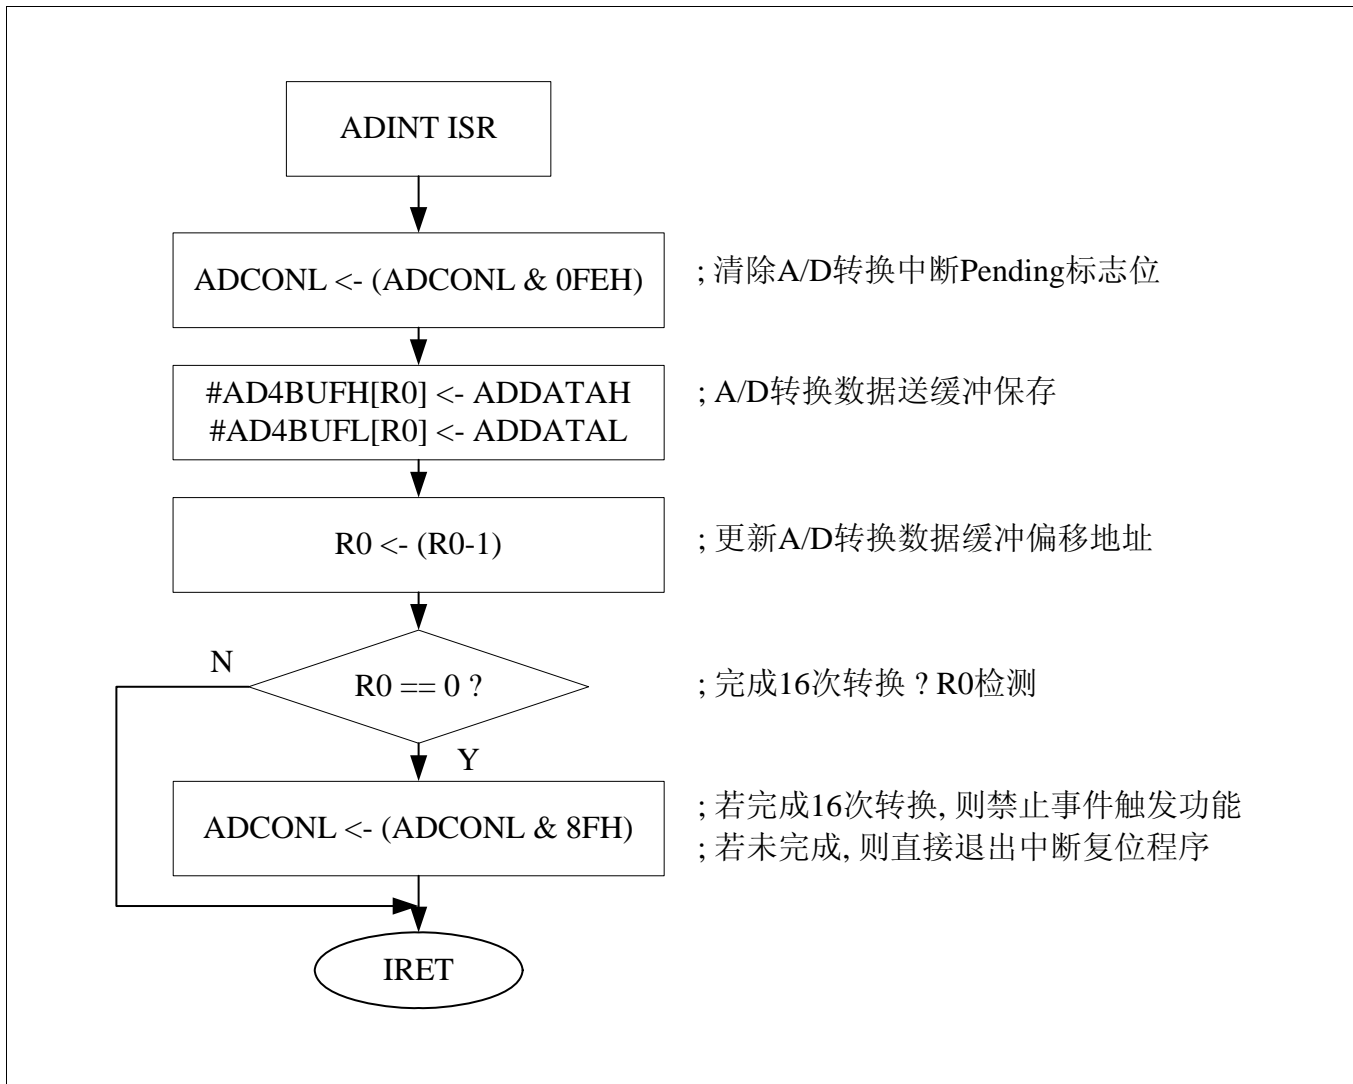 ADINT ISR
ADCONL <- (ADCONL & 0FEH)
; 清除A/D转换中断Pending标志位
#AD4BUFH[R0] <- ADDATAH
#AD4BUFL[R0] <- ADDATAL
; A/D转换数据送缓冲保存
R0 <- (R0-1)
; 更新A/D转换数据缓冲偏移地址
N
R0 == 0 ?
; 完成16次转换 ? R0检测
Y
ADCONL <- (ADCONL & 8FH)
; 若完成16次转换, 则禁止事件触发功能
; 若未完成, 则直接退出中断复位程序
IRET